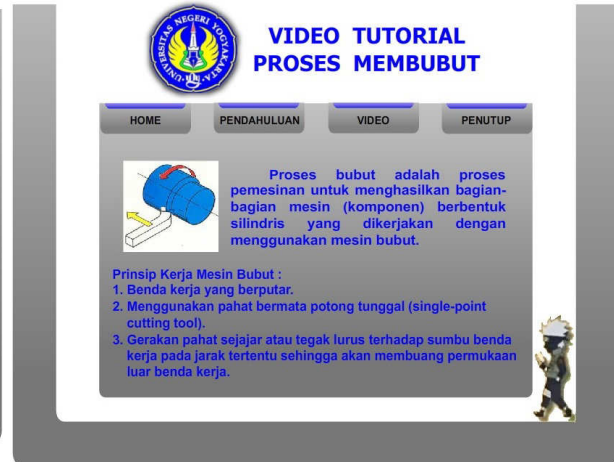 UNIVERSITAS NEGERI YOGYAKARTA
VIDEO TUTORIAL
PROSES MEMBUBUT
HOME PENDAHULUAN VIDEO PENUTUP
Proses bubut adalah proses
pemesinan untuk menghasilkan bagian-
bagian mesin (komponen) berbentuk
silindris yang dikerjakan dengan
menggunakan mesin bubut.
Prinsip Kerja Mesin Bubut :
1. Benda kerja yang berputar.
2. Menggunakan pahat bermata potong tunggal (single-point
cutting tool).
3. Gerakan pahat sejajar atau tegak lurus terhadap sumbu benda
kerja pada jarak tertentu sehingga akan membuang permukaan
luar benda kerja.